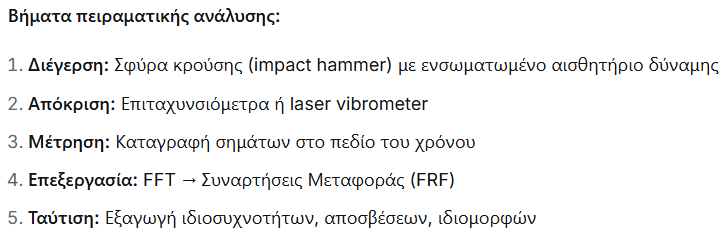 Βήματα πειραματικής ανάλυσης:
1. Διέγερση: Σφύρα κρούσης (impact hammer) με ενσωματωμένο αισθητήριο δύναμης
2. Απόκριση: Επιταχυνσιόμετρα ή laser vibrometer
3. Μέτρηση: Καταγραφή σημάτων στο πεδίο του χρόνου
4. Επεξεργασία: FFT → Συναρτήσεις Μεταφοράς (FRF)
5. Ταύτιση: Εξαγωγή ιδιοσυχνοτήτων, αποσβέσεων, ιδιομορφών